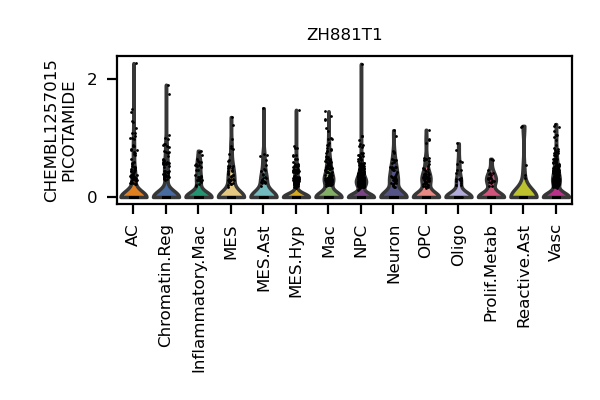 ZH881T1
CHEMBL1257015
PICOTAMIDE
2
0
AC
Chromatin.Reg
Inflammatory.Mac
MES
MES.Ast
MES.Hyp
Mac
NPC
Neuron
OPC
Oligo
Prolif.Metab
Reactive.Ast
Vasc